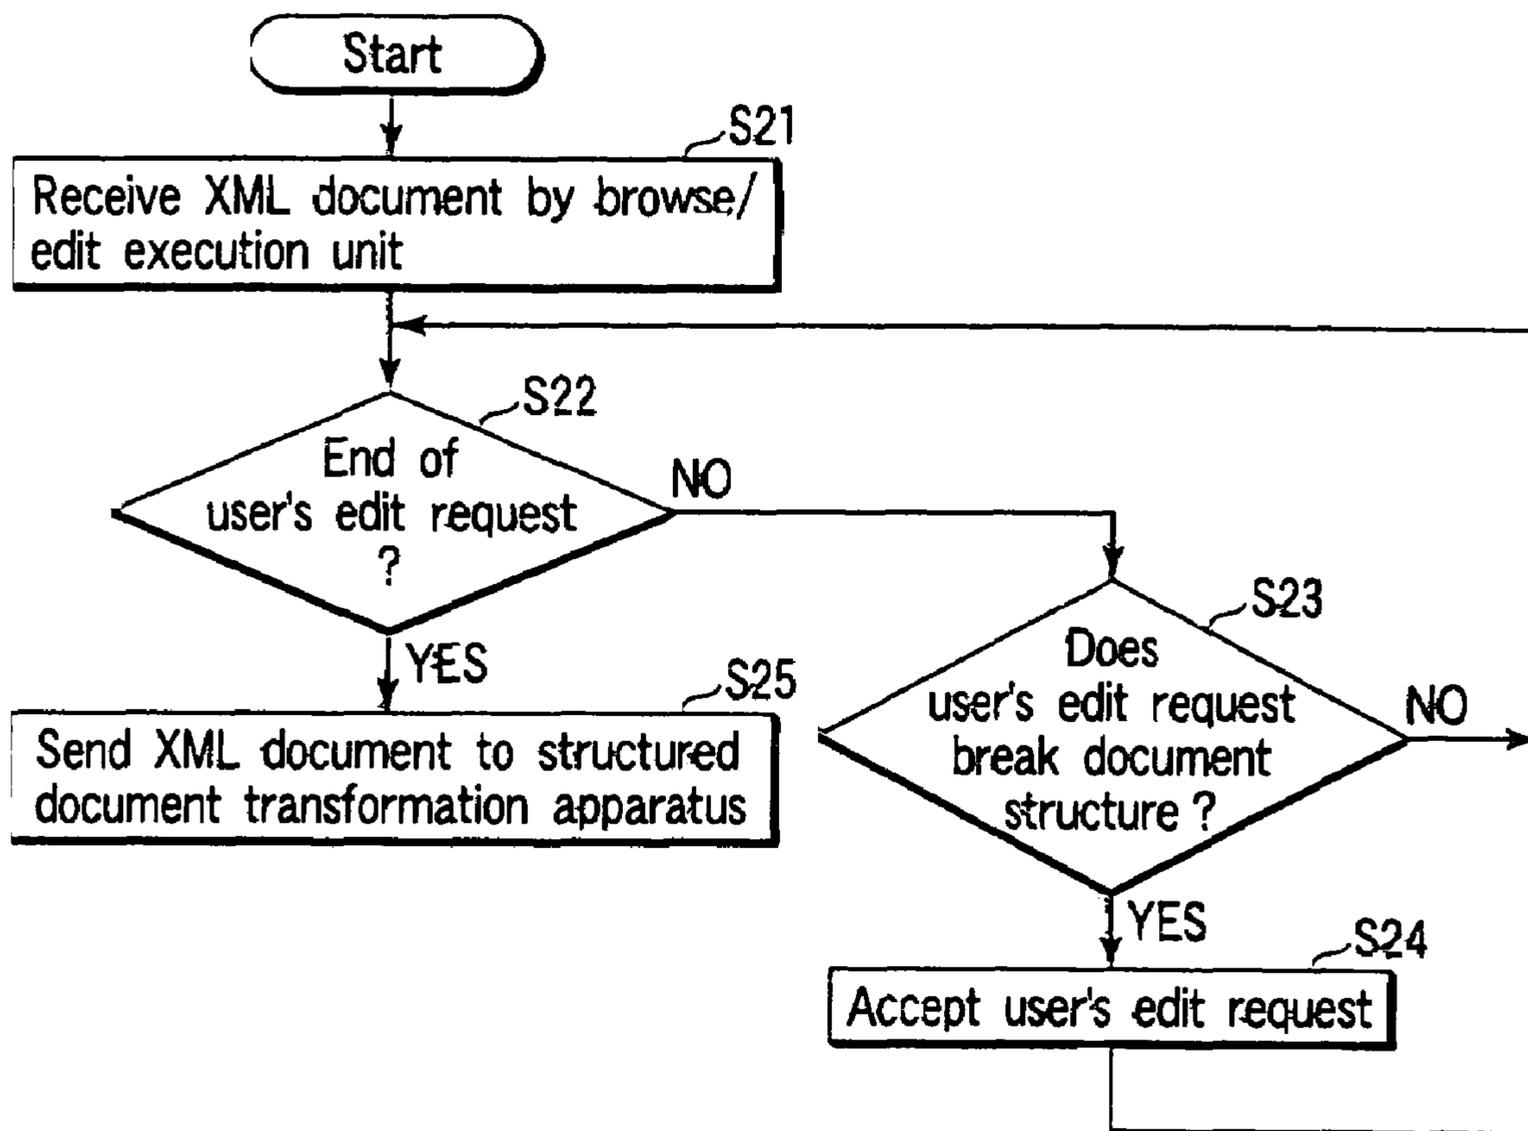 Start
S21
Receive XML document by browse/
edit execution unit
S22
End of
user's edit request
?
NO
YES
S23
Does
user's edit request
break document
structure ?
NO
S25
Send XML document to structured
document transformation apparatus
YES
S24
Accept user's edit request